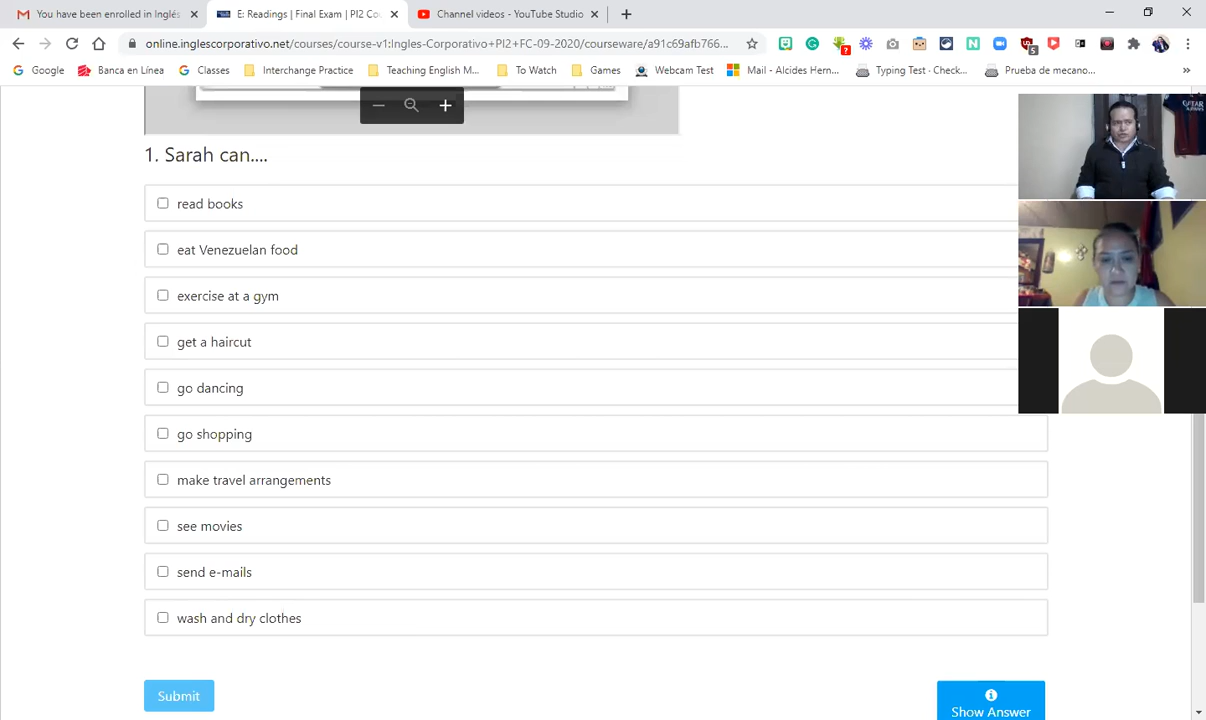 You have been enrolled in Inglés
E: Readings | Final Exam | PI2 Co
Channel videos - YouTube Studio
online.inglescorporativo.net/courses/course-v1:Ingles-Corporativo+PI2+FC-09-2020/courseware/a91c69afb766...
Google
Banca en Línea
Classes
Interchange Practice
Teaching English M...
To Watch
Games
Webcam Test
Mail - Alcides Hern...
Typing Test · Check...
Prueba de mecano...
1. Sarah can....
read books
eat Venezuelan food
exercise at a gym
get a haircut
go dancing
go shopping
make travel arrangements
see movies
send e-mails
wash and dry clothes
Submit
Show Answer